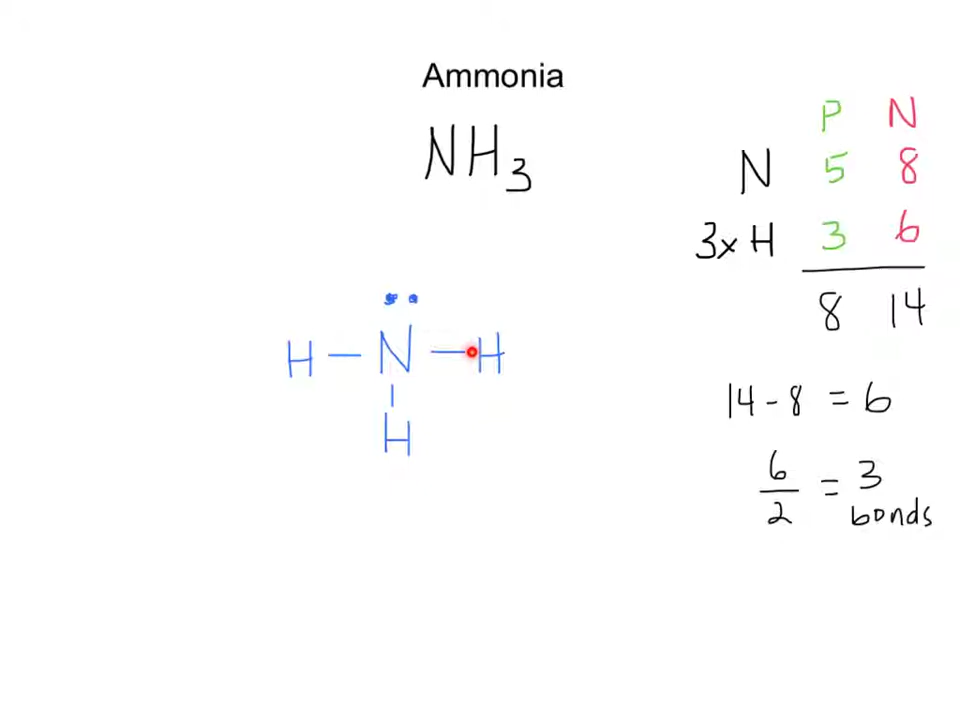 Ammonia
NH₃
P N
N 5 8
3x H 3 6
8 14
H – N – H
H
14 - 8 = 6
6/2 = 3
bonds